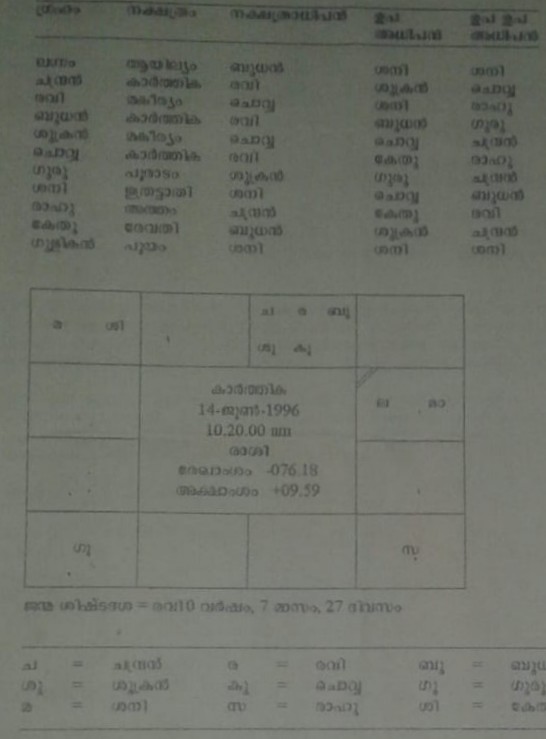 ഗ്രഹം നക്ഷത്രം നക്ഷത്രാധിപൻ ഉപ അധിപൻ ഉപ ഉപ അധിപൻ
ലഗ്നം ആയില്യം ബുധൻ ശനി ശനി
ചന്ദ്രൻ കാർത്തിക രവി ശുക്രൻ ചൊവ്വ
രവി മകീര്യം ചൊവ്വ ശനി രാഹു
ബുധൻ കാർത്തിക രവി ബുധൻ ഗുരു
ശുക്രൻ മകീര്യം ചൊവ്വ ചൊവ്വ ചന്ദ്രൻ
ചൊവ്വ കാർത്തിക രവി കേതു രാഹു
ഗുരു പൂരാടം ശുക്രൻ ഗുരു ചന്ദ്രൻ
ശനി ഉത്രട്ടാതി ശനി ചൊവ്വ ബുധൻ
രാഹു അത്തം ചന്ദ്രൻ കേതു രവി
കേതു രേവതി ബുധൻ ശുക്രൻ ചന്ദ്രൻ
ഗുളികൻ പൂയം ശനി ശനി ശനി
മ ശി ച ര ബു
ശു കു
കാർത്തിക
14-ജൂൺ-1996 ല മാ
10.20.00 am
രാശി
രേഖാംശം -076.18
അക്ഷാംശം +09.59
ഗു സ
ജന്മ ശിഷ്ടദശ = രവി10 വർഷം, 7 മാസം, 27 ദിവസം
ച = ചന്ദ്രൻ ര = രവി ബു =
ശു = ശുക്രൻ കു = ചൊവ്വ ഗു = ഗുരു
മ = ശനി സ = രാഹു ശി =